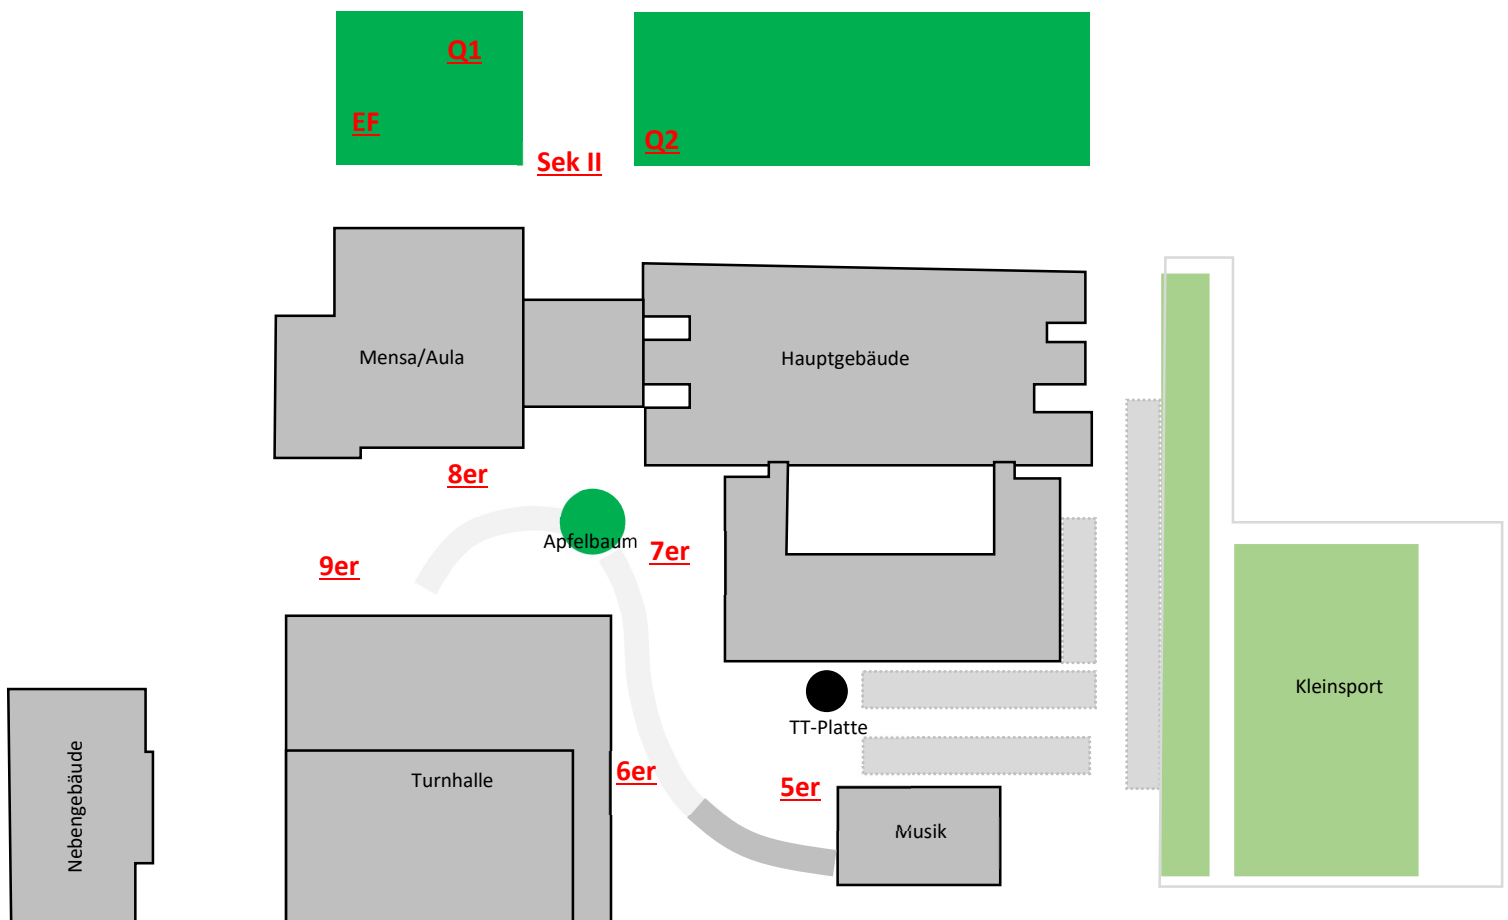 Q1
EF
Q2
Sek II
Mensa/Aula
Hauptgebäude
8er
Apfelbaum
7er
9er
Kleinsport
TT-Platte
6er
Turnhalle
5er
Nebengebäude
Musik